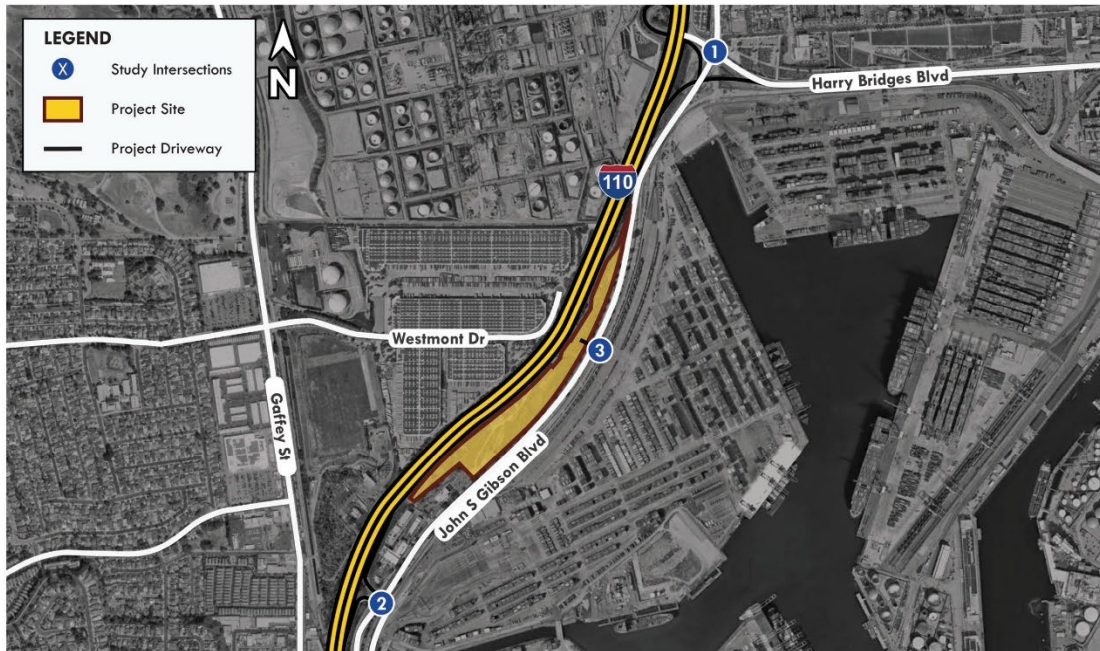 LEGEND
X Study Intersections
Project Site
Project Driveway
N
1
Harry Bridges Blvd
110
Westmont Dr
3
Gaffey St
John S Gibson Blvd
2